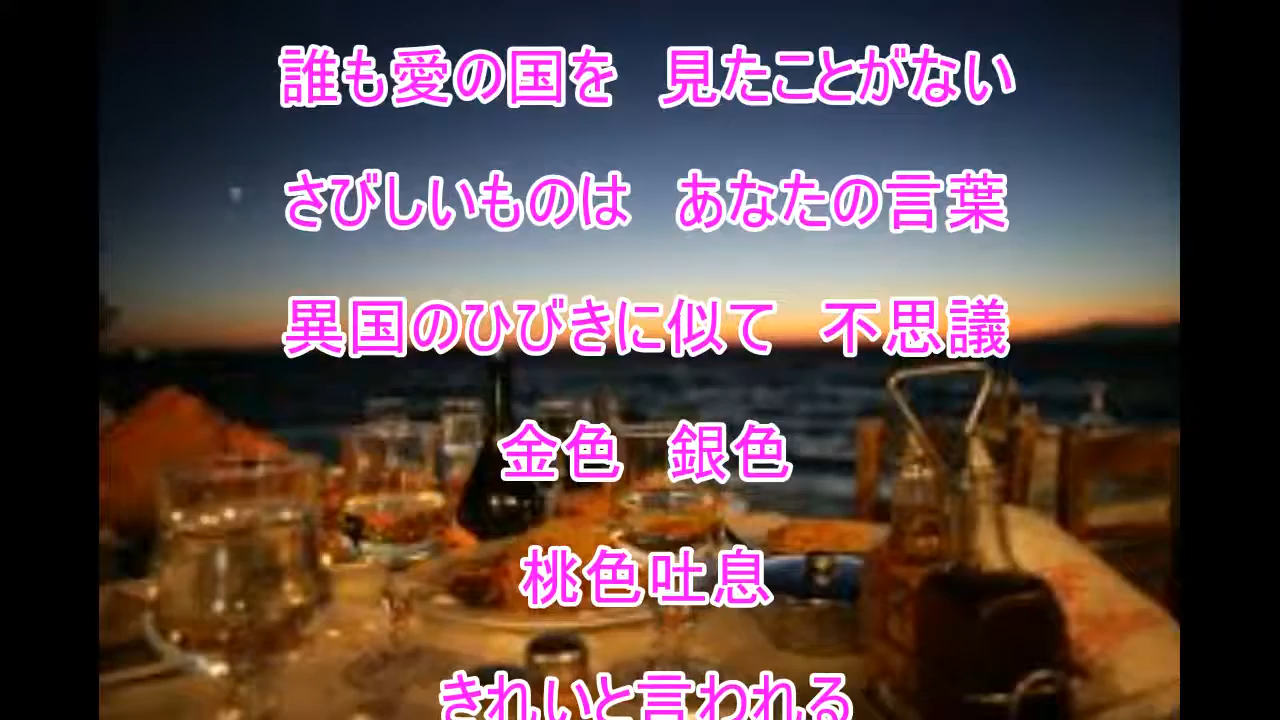 誰も愛の国を　見たことがない
さびしいものは　あなたの言葉
異国のひびきに似て　不思議
金色　銀色
桃色吐息
きれいと言われる